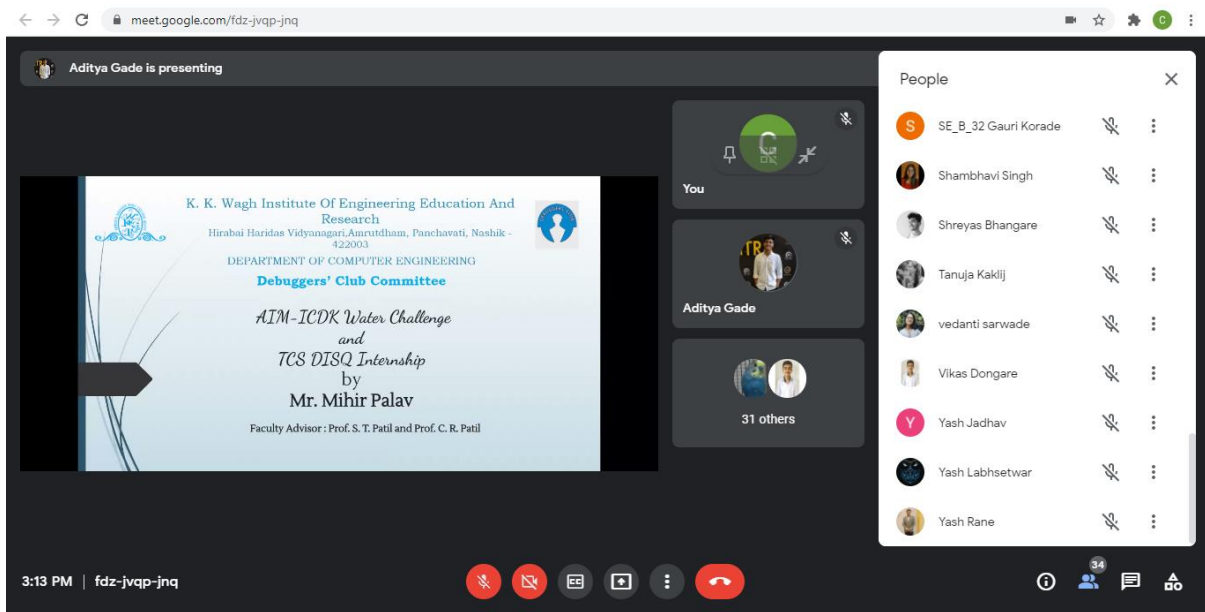 meet.google.com/fdz-jvqp-jnq
C
Aditya Gade is presenting
K. K. Wagh Institute Of Engineering Education And
Research
Hirabai Haridas Vidyanagari,Amrutdham, Panchavati, Nashik -
422003
DEPARTMENT OF COMPUTER ENGINEERING
Debuggers' Club Committee
AIM-ICDK Water Challenge
and
TCS DISQ Internship
by
Mr. Mihir Palav
Faculty Advisor : Prof. S. T. Patil and Prof. C. R. Patil
C
You
TR
Aditya Gade
31 others
People
S
SE_B_32 Gauri Korade
Shambhavi Singh
Shreyas Bhangare
Tanuja Kaklij
vedanti sarwade
Vikas Dongare
Y
Yash Jadhav
Yash Labhsetwar
Yash Rane
3:13 PM | fdz-jvqp-jnq
CC
34